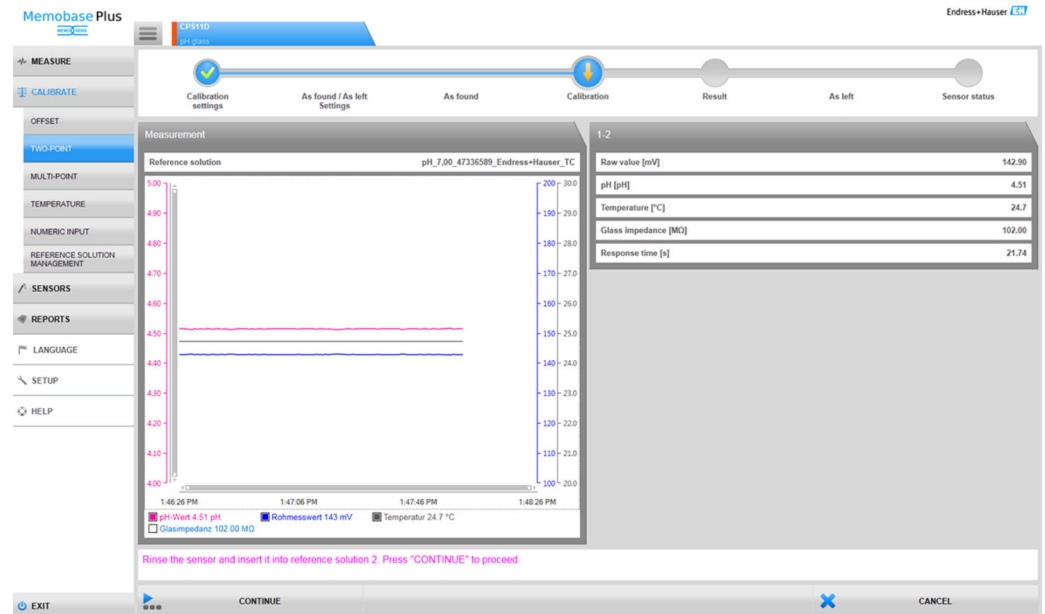 Memobase Plus
MEMOSENS
Endress+Hauser EH
CPS11D
pH glass
MEASURE
CALIBRATE
OFFSET
TWO-POINT
MULTI-POINT
TEMPERATURE
NUMERIC INPUT
REFERENCE SOLUTION
MANAGEMENT
SENSORS
REPORTS
LANGUAGE
SETUP
HELP
EXIT
Calibration
settings
As found / As left
Settings
As found
Calibration
Result
As left
Sensor status
Measurement
Reference solution pH_7,00_47336589_Endress+Hauser_TC
5.00 200 30.0
4.90 190 29.0
4.80 180 28.0
4.70 170 27.0
4.60 160 26.0
4.50 150 25.0
4.40 140 24.0
4.30 130 23.0
4.20 120 22.0
4.10 110 21.0
4.00 100 20.0
1:46:26 PM 1:47:06 PM 1:47:46 PM 1:48:26 PM
pH-Wert 4.51 pH Rohmesswert 143 mV Temperatur 24.7 °C
Glasimpedanz 102.00 MΩ
1-2
Raw value [mV] 142.90
pH [pH] 4.51
Temperature [°C] 24.7
Glass impedance [MΩ] 102.00
Response time [s] 21.74
Rinse the sensor and insert it into reference solution 2. Press "CONTINUE" to proceed.
CONTINUE
CANCEL